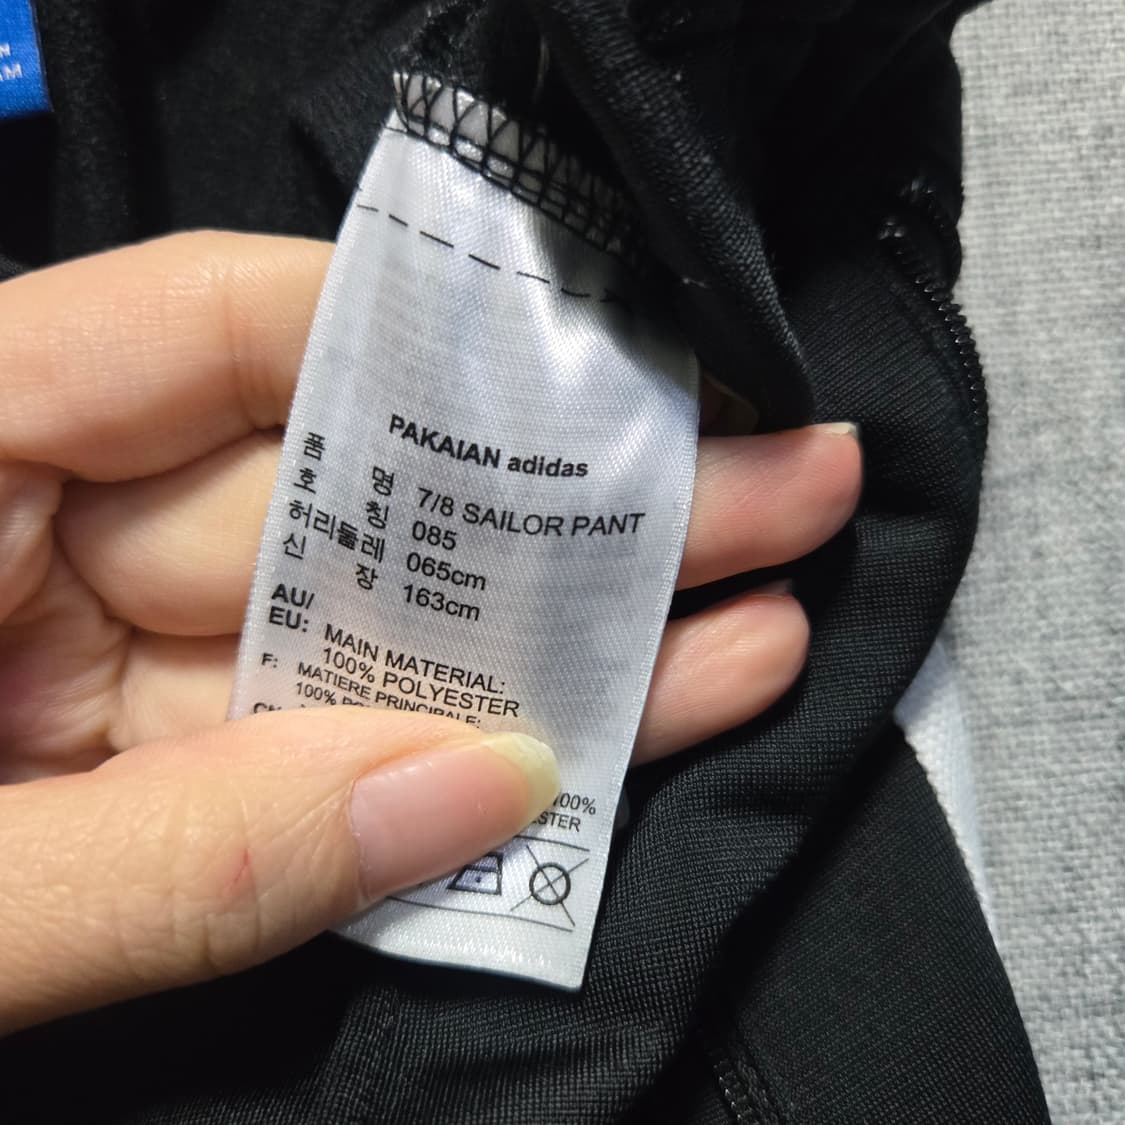 PAKAIAN adidas
품 명 7/8 SAILOR PANT
호 칭 085
허리둘레 065cm
신 장 163cm
AU/
EU: MAIN MATERIAL:
100% POLYESTER
F: MATIERE PRINCIPALE:
100%
100%